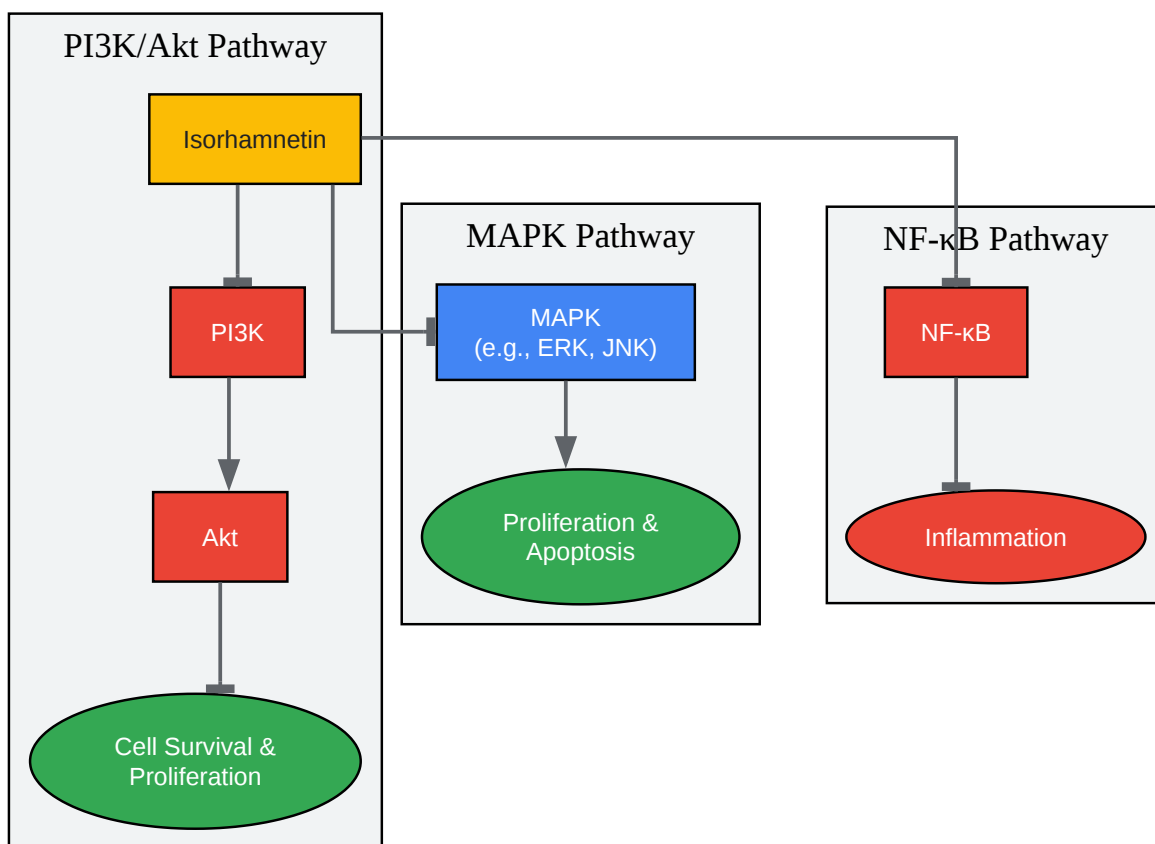 PI3K/Akt Pathway
Isorhamnetin
PI3K
Akt
Cell Survival &
Proliferation
MAPK Pathway
MAPK
(e.g., ERK, JNK)
Proliferation &
Apoptosis
NF-κB Pathway
NF-κB
Inflammation